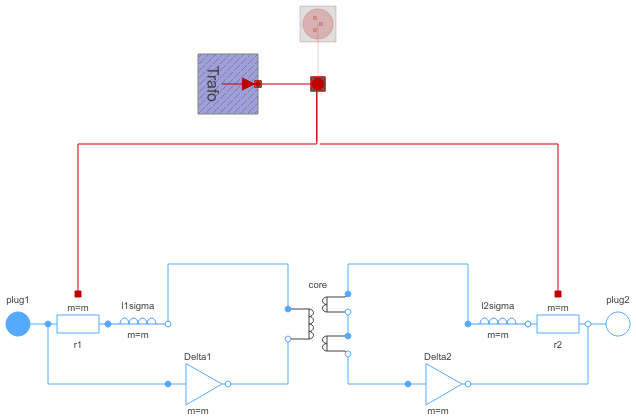 Trafo
plug1
m=m
r1
l1sigma
m=m
Delta1
m=m
core
Delta2
m=m
l2sigma
m=m
m=m
r2
plug2